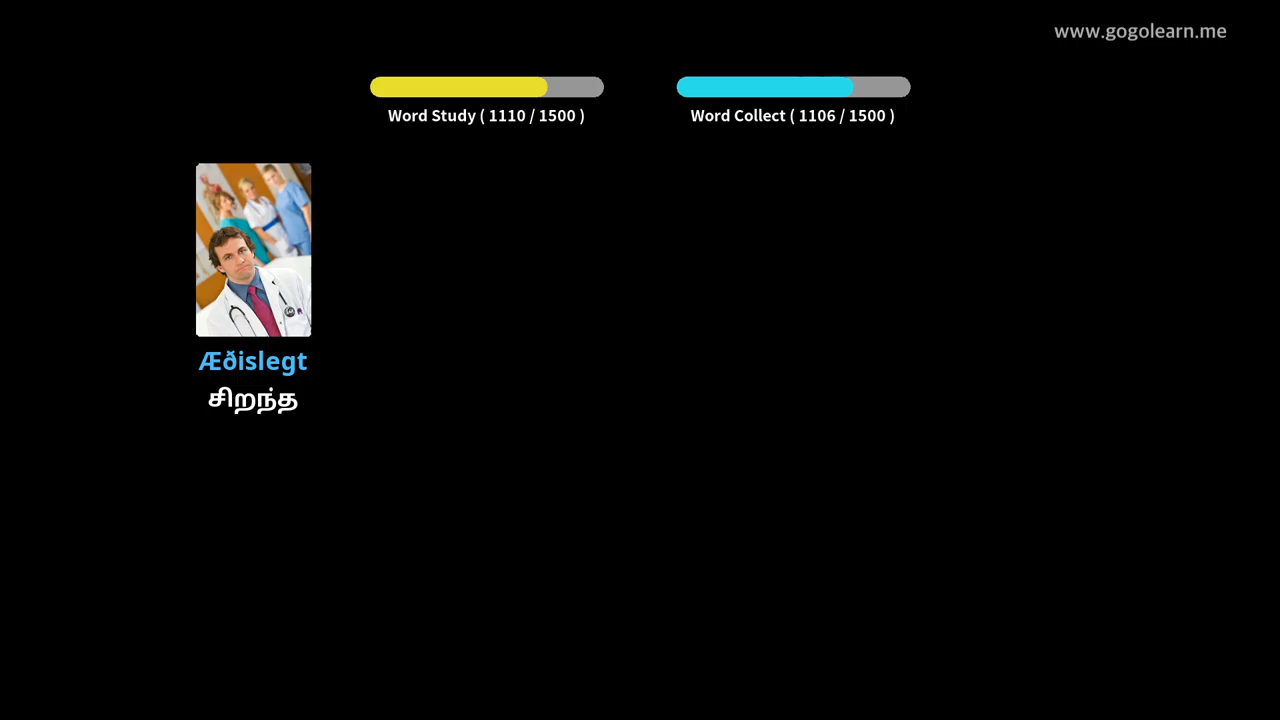 www.gogolearn.me
Word Study ( 1110 / 1500 )
Word Collect ( 1106 / 1500 )
Æðislegt
சிறந்த